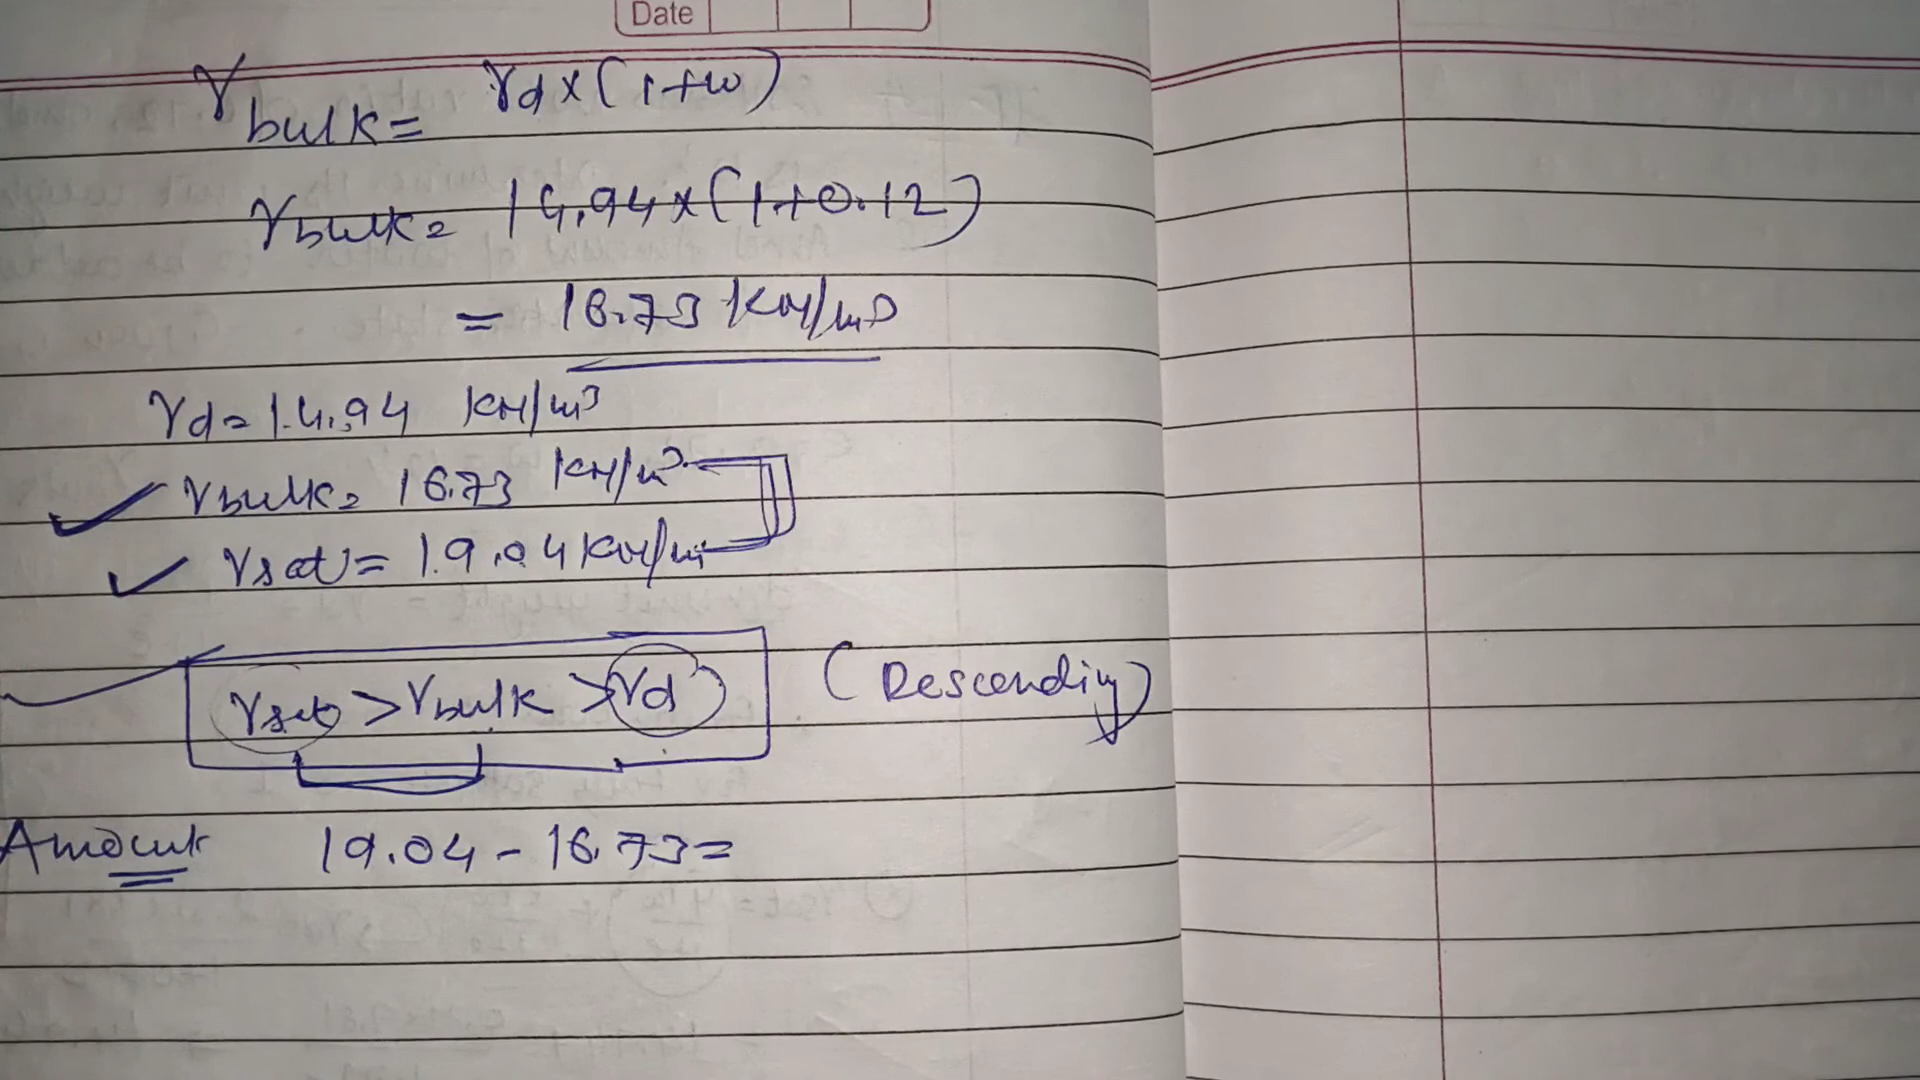 Date
γbulk = γd × (1+w)
γbulk = 14.94 × (1+0.12)
= 16.73 KN/m³
γd = 14.94 KN/m³
γbulk = 16.73 KN/m³
γsat = 19.04 KN/m³
γsat > γbulk > γd (Descending)
Amount 19.04 - 16.73 =